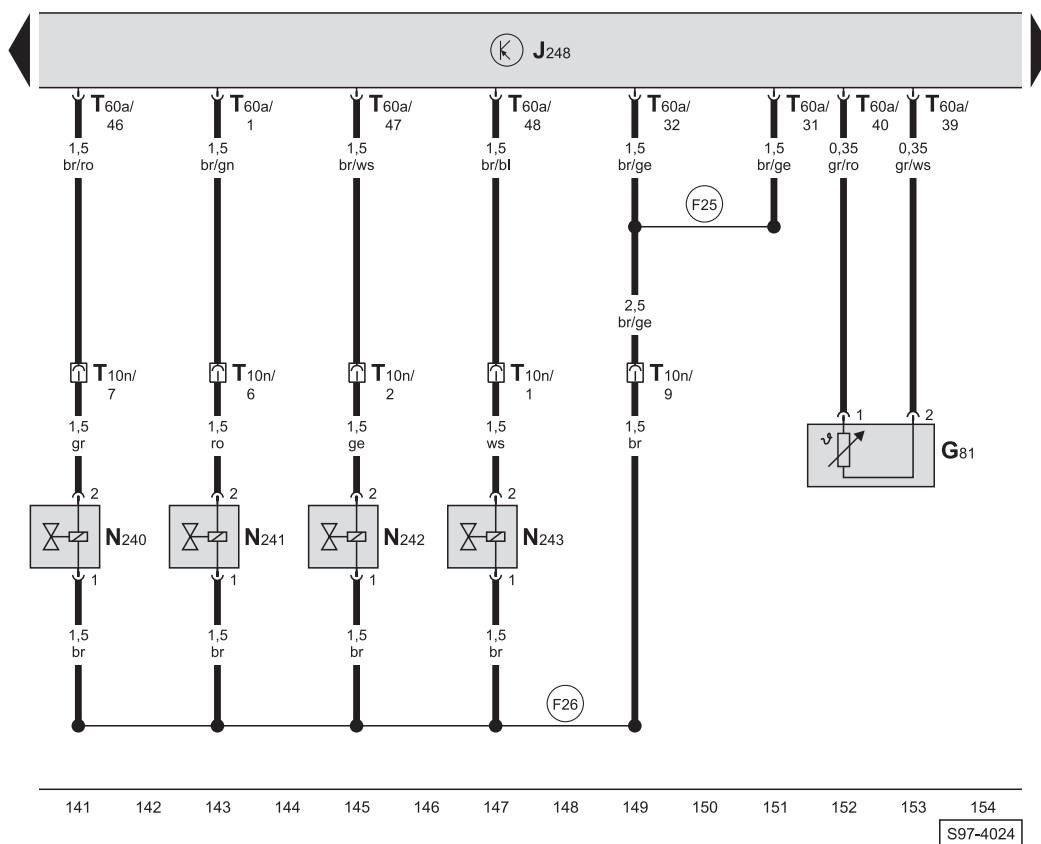 J248
T60a/ T60a/ T60a/ T60a/ T60a/ T60a/ T60a/ T60a/
46 1 47 48 32 31 40 39
1,5 1,5 1,5 1,5 1,5 1,5 0,35 0,35
br/ro br/gn br/ws br/bl br/ge br/ge gr/ro gr/ws
F25
2,5
br/ge
T10n/ T10n/ T10n/ T10n/ T10n/
7 6 2 1 9
1 2
1,5 1,5 1,5 1,5 1,5
gr ro ge ws br
ϑ
G81
2 2 2 2
N240 N241 N242 N243
1 1 1 1
1,5 1,5 1,5 1,5
br br br br
F26
141 142 143 144 145 146 147 148 149 150 151 152 153 154
S97-4024